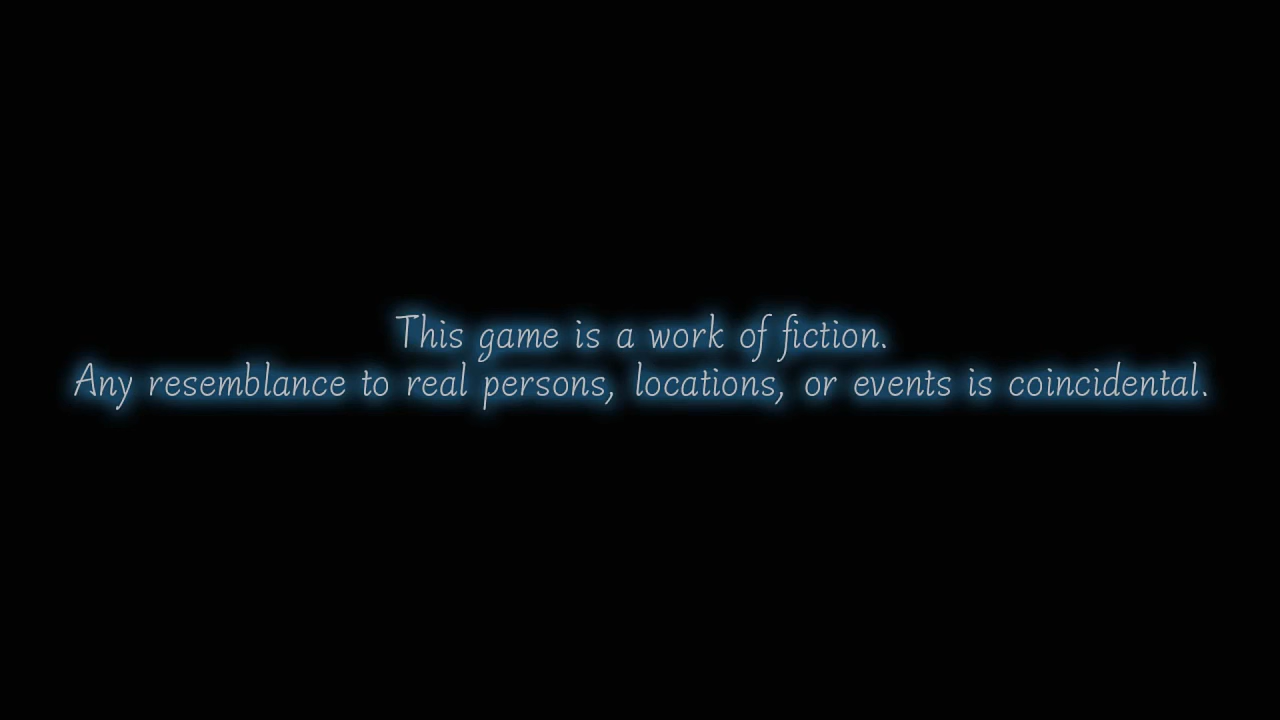 This game is a work of fiction.
Any resemblance to real persons, locations, or events is coincidental.